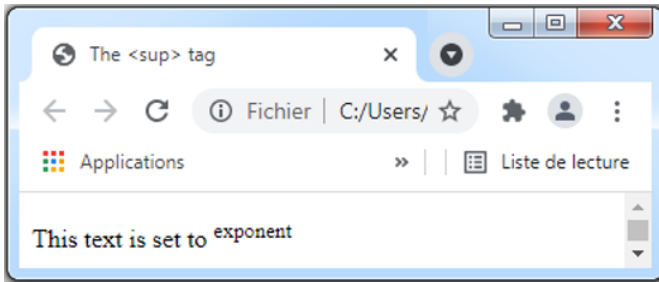 The <sup> tag
Fichier | C:/Users/
Applications » Liste de lecture
This text is set to exponent